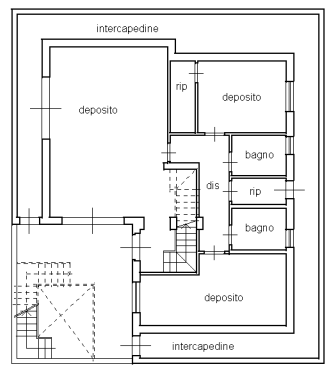 intercapedine
rip
deposito
deposito
bagno
dis
rip
bagno
deposito
intercapedine